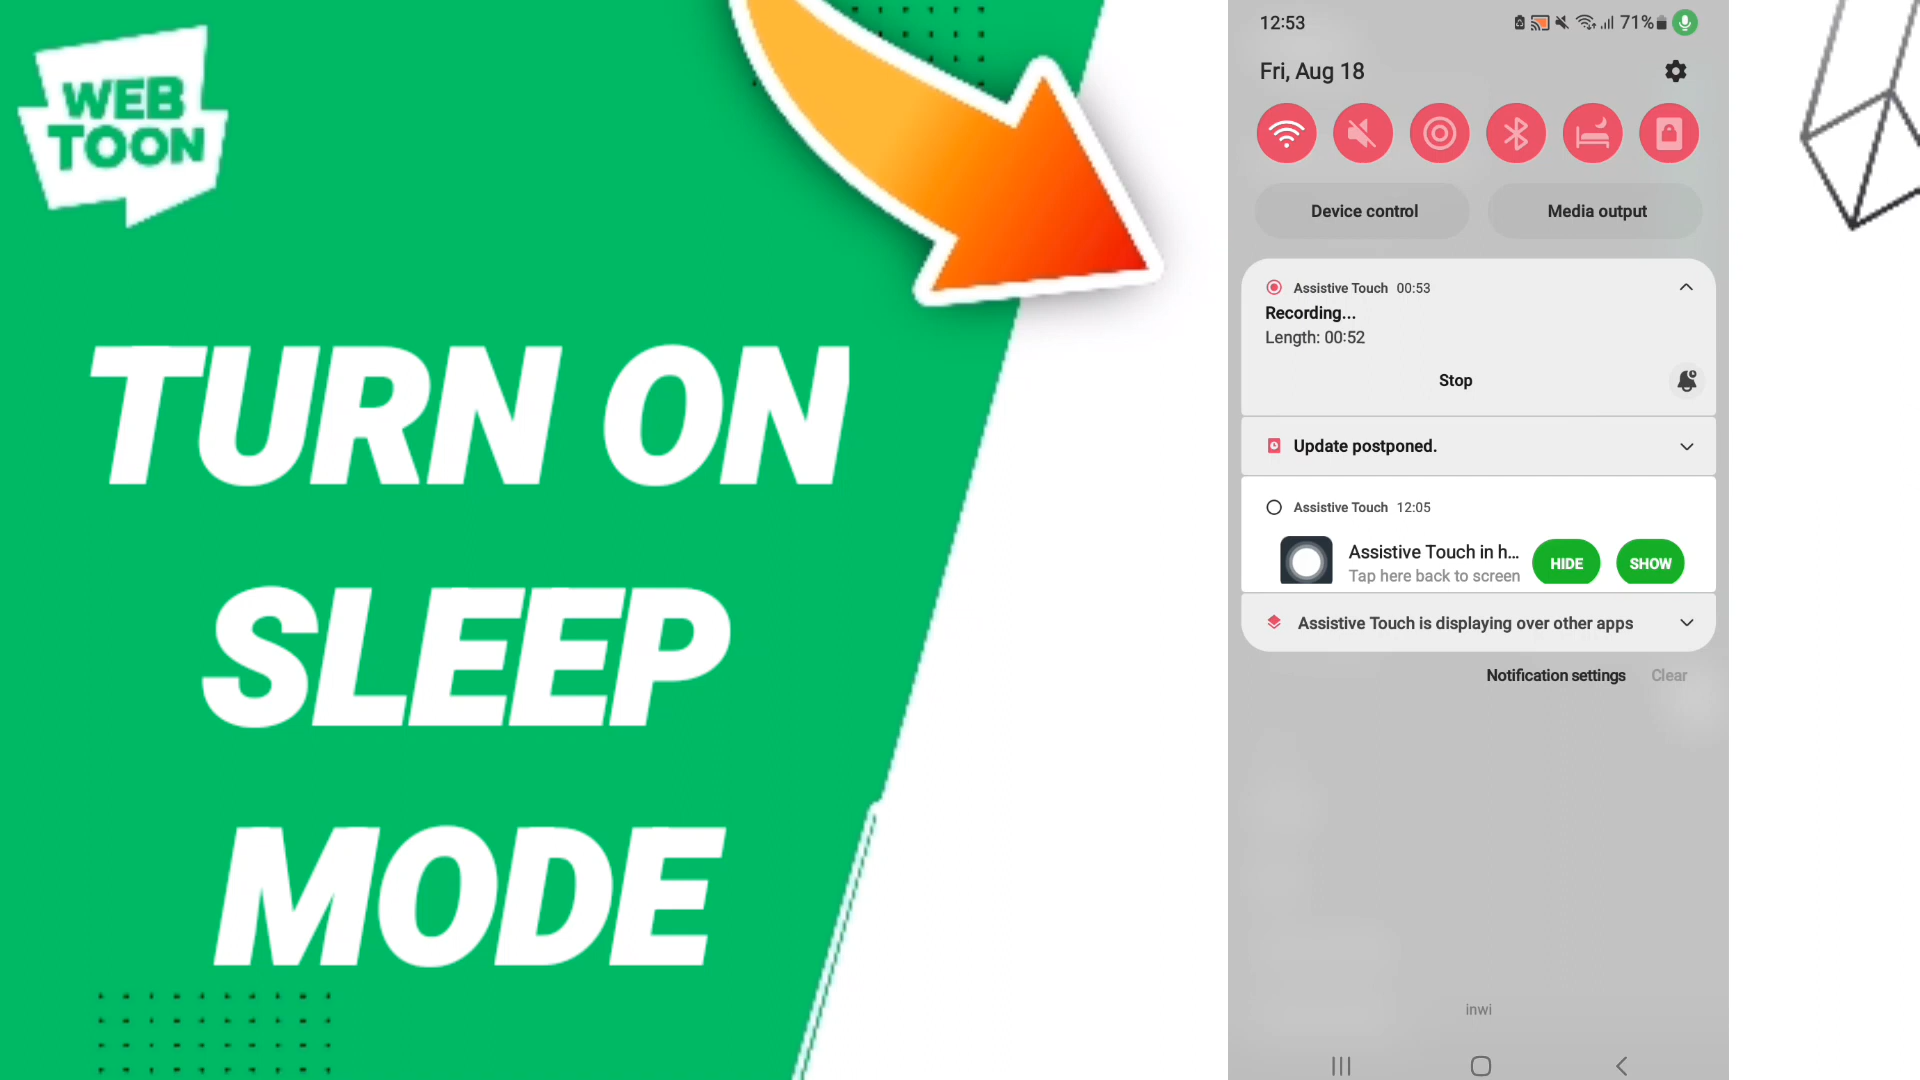 WEB
TOON
TURN ON
SLEEP
MODE
12:53
71%
Fri, Aug 18
Device control
Media output
Assistive Touch 00:53
Recording...
Length: 00:52
Stop
Update postponed.
Assistive Touch 12:05
Assistive Touch in h...
Tap here back to screen
HIDE
SHOW
Assistive Touch is displaying over other apps
Notification settings
Clear
inwi